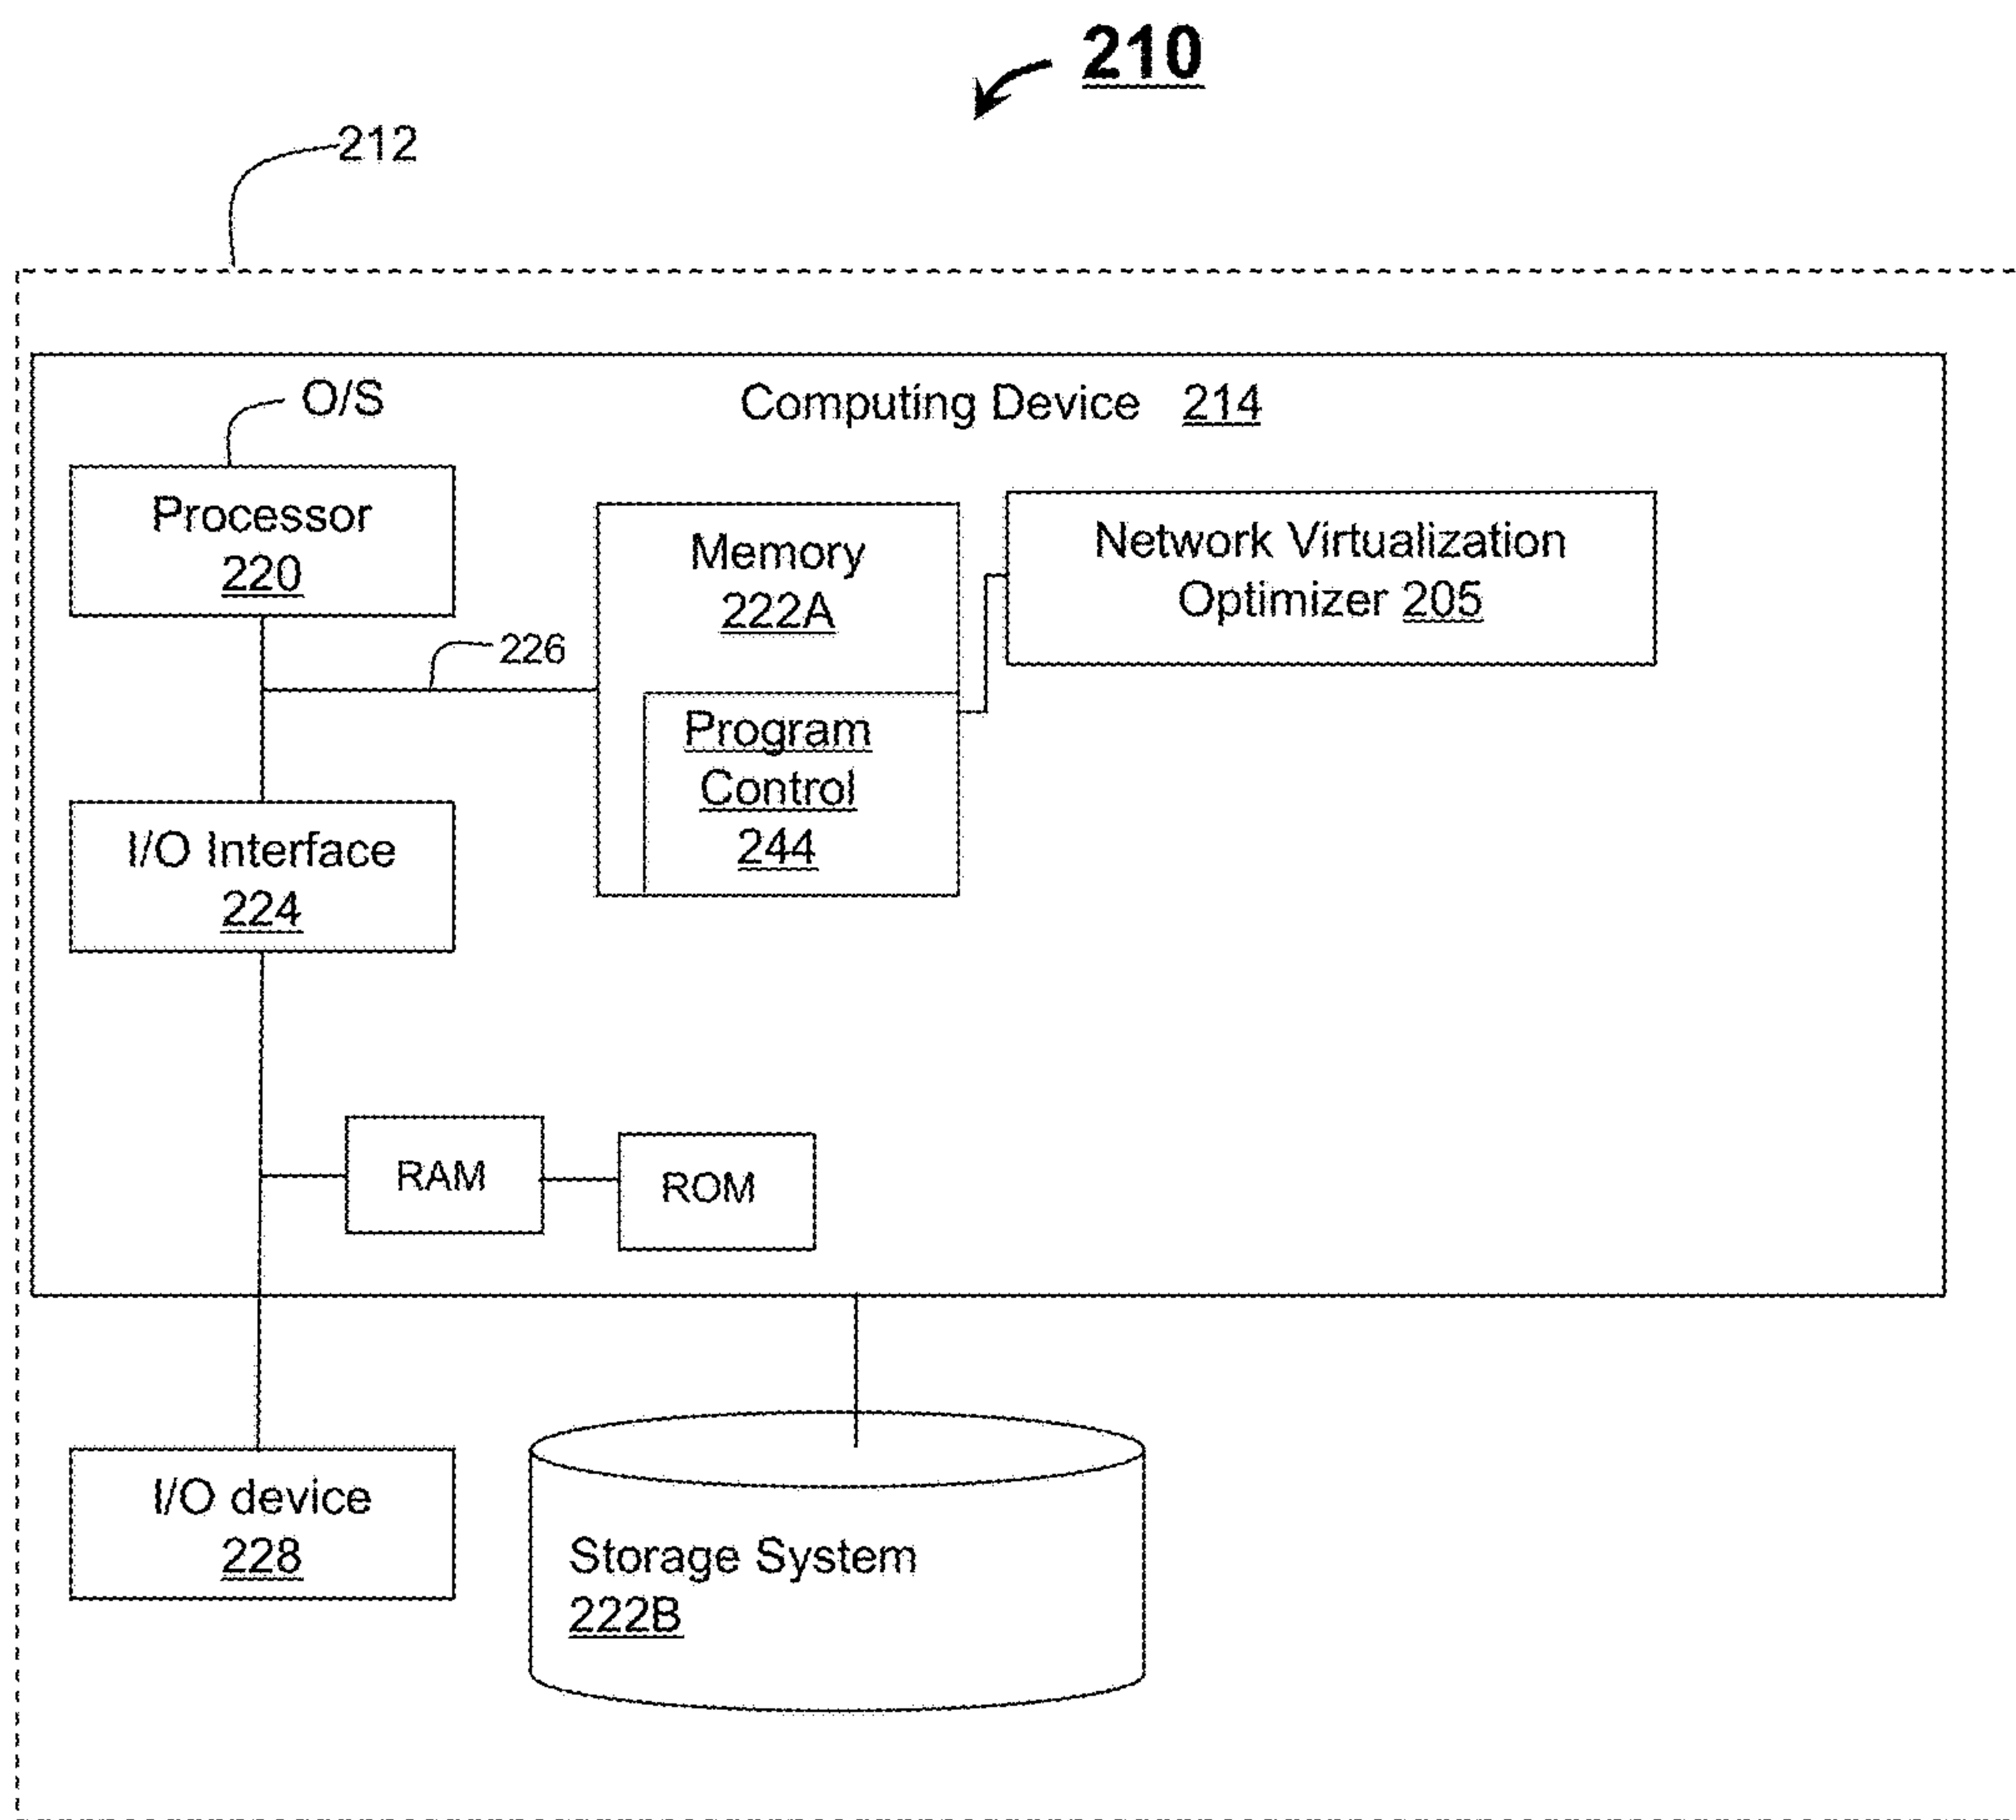 210
212
O/S
Computing Device 214
Processor
220
Memory
222A
Network Virtualization
Optimizer 205
226
Program
Control
244
I/O Interface
224
RAM
ROM
I/O device
228
Storage System
222B